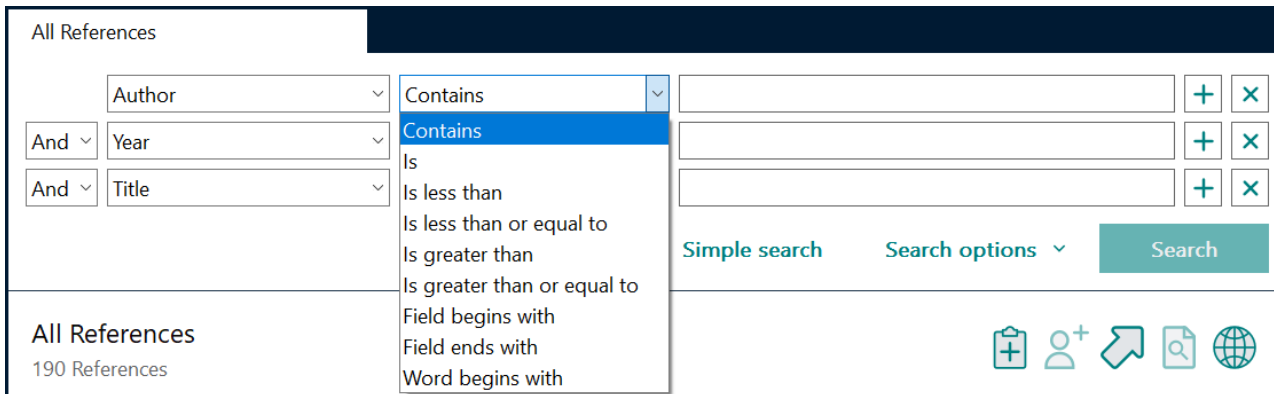 All References
Author Contains
Contains
And Year
Is
And Title
Is less than
Is less than or equal to
Is greater than
Is greater than or equal to
Field begins with
Field ends with
Word begins with
Simple search Search options Search
All References
190 References